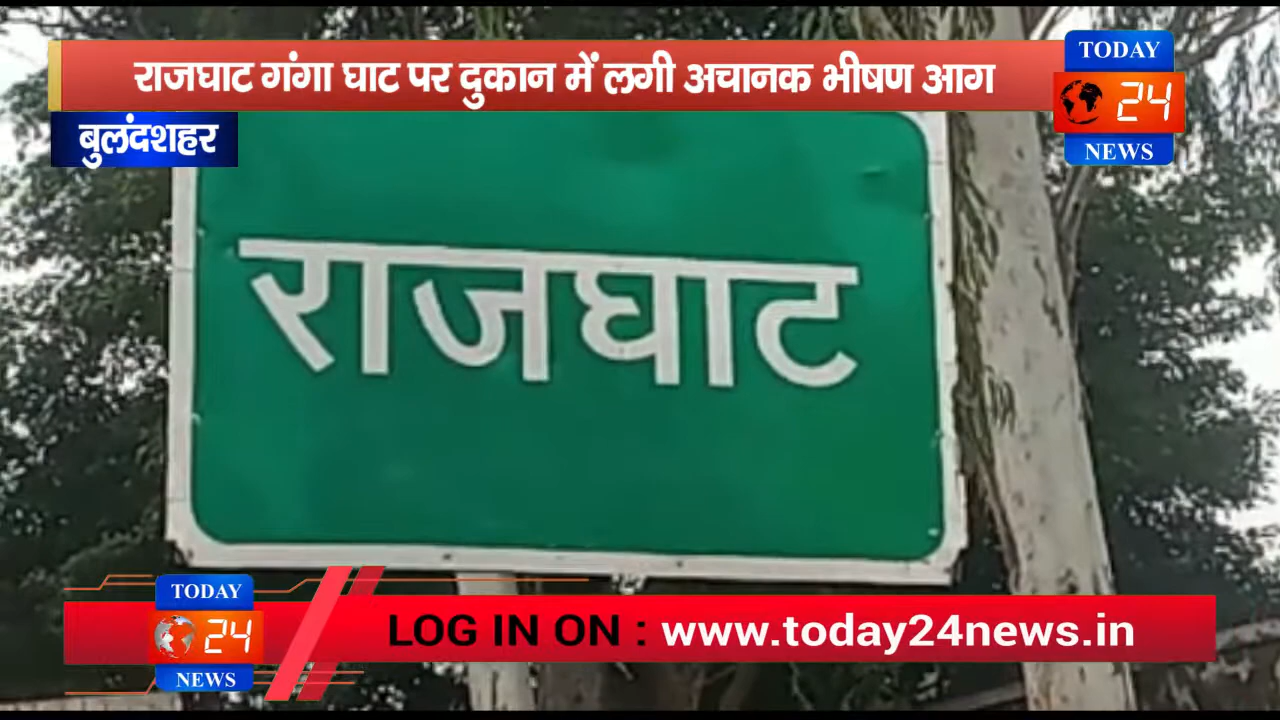 राजघाट गंगा घाट पर दुकान में लगी अचानक भीषण आग
TODAY
24
NEWS
बुलंदशहर
राजघाट
TODAY
24
NEWS
LOG IN ON : www.today24news.in